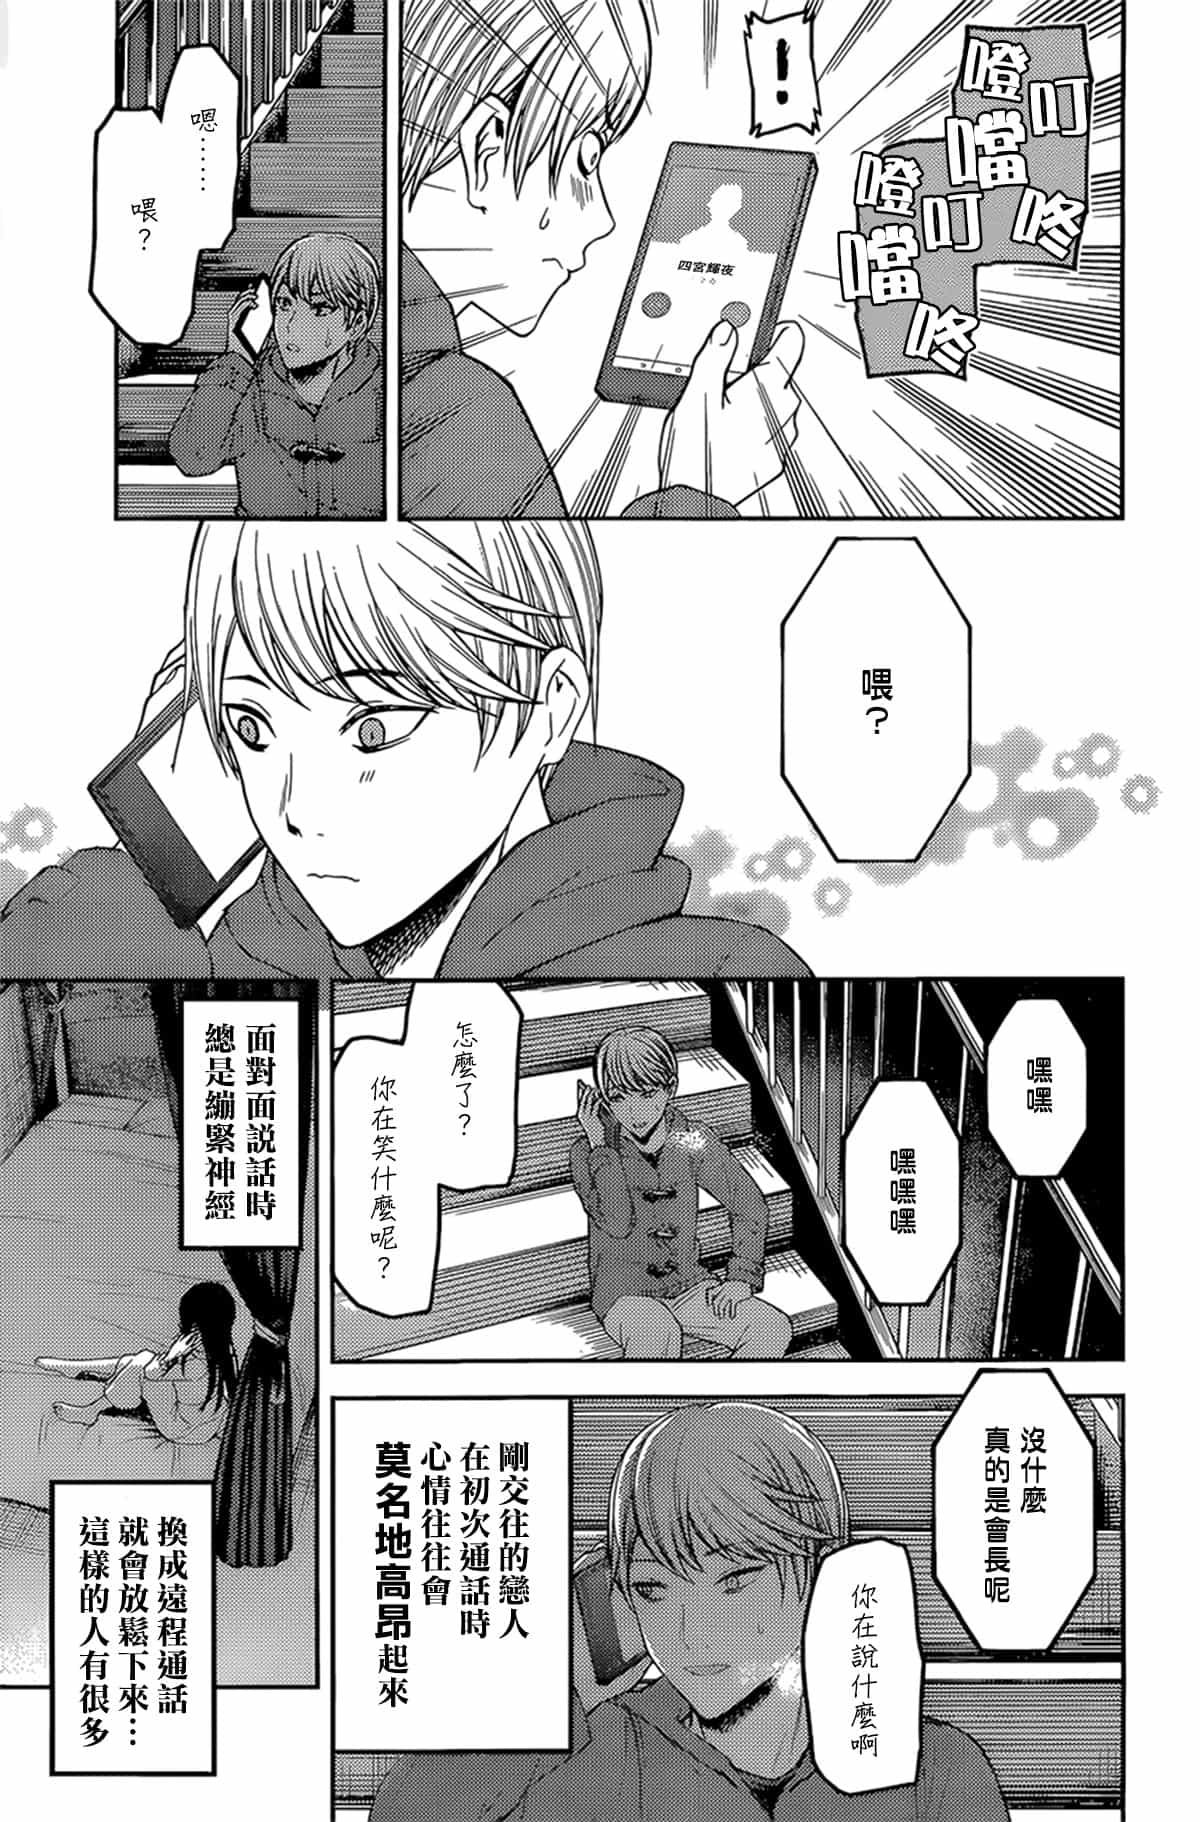 叮咚噹噔
叮咚噹噔
！
四宮輝夜
嗯……
喂？
喂？
嘿嘿
嘿嘿嘿
怎麼了？
你在笑什麼呢？
沒什麼
真的是會長呢
你在說什麼啊
剛交往的戀人
在初次通話時
心情往往會
莫名地高昂起來
面對面説話時
總是繃緊神經
換成遠程通話
就會放鬆下來…
這樣的人有很多